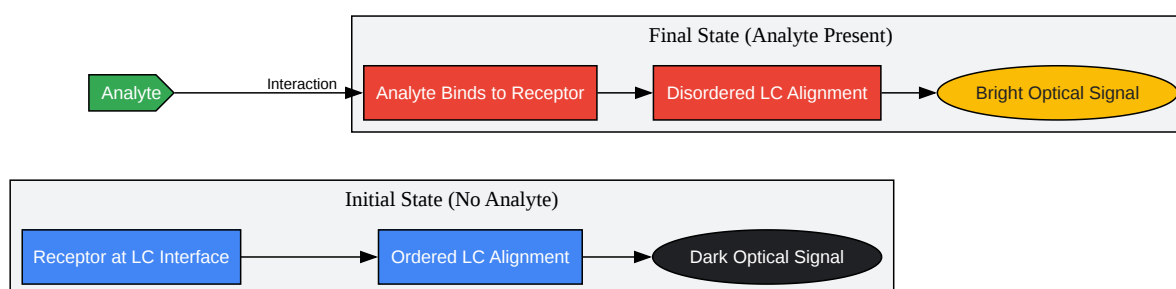 Final State (Analyte Present)
Analyte
Interaction
Analyte Binds to Receptor
Disordered LC Alignment
Bright Optical Signal
Initial State (No Analyte)
Receptor at LC Interface
Ordered LC Alignment
Dark Optical Signal